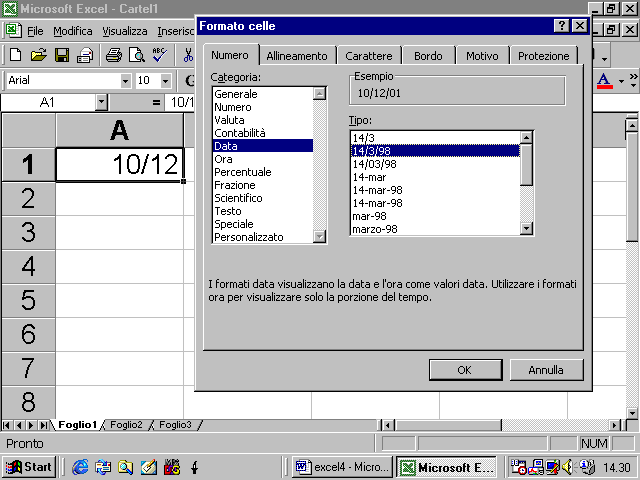 Microsoft Excel - Cartel1
File Modifica Visualizza Inserisc
Arial 10 G
A1 = 10/1
A
1 10/12
2
3
4
5
6
7
8
Formato celle
Numero Allineamento Carattere Bordo Motivo Protezione
Categoria:
Generale
Numero
Valuta
Contabilità
Data
Ora
Percentuale
Frazione
Scientifico
Testo
Speciale
Personalizzato
Esempio
10/12/01
Tipo:
14/3
14/3/98
14/03/98
14-mar
14-mar-98
14-mar-98
mar-98
marzo-98
I formati data visualizzano la data e l'ora come valori data. Utilizzare i formati
ora per visualizzare solo la porzione del tempo.
OK Annulla
Foglio1 Foglio2 Foglio3
Pronto NUM
Start excel4 - Micro... Microsoft E... 14.30